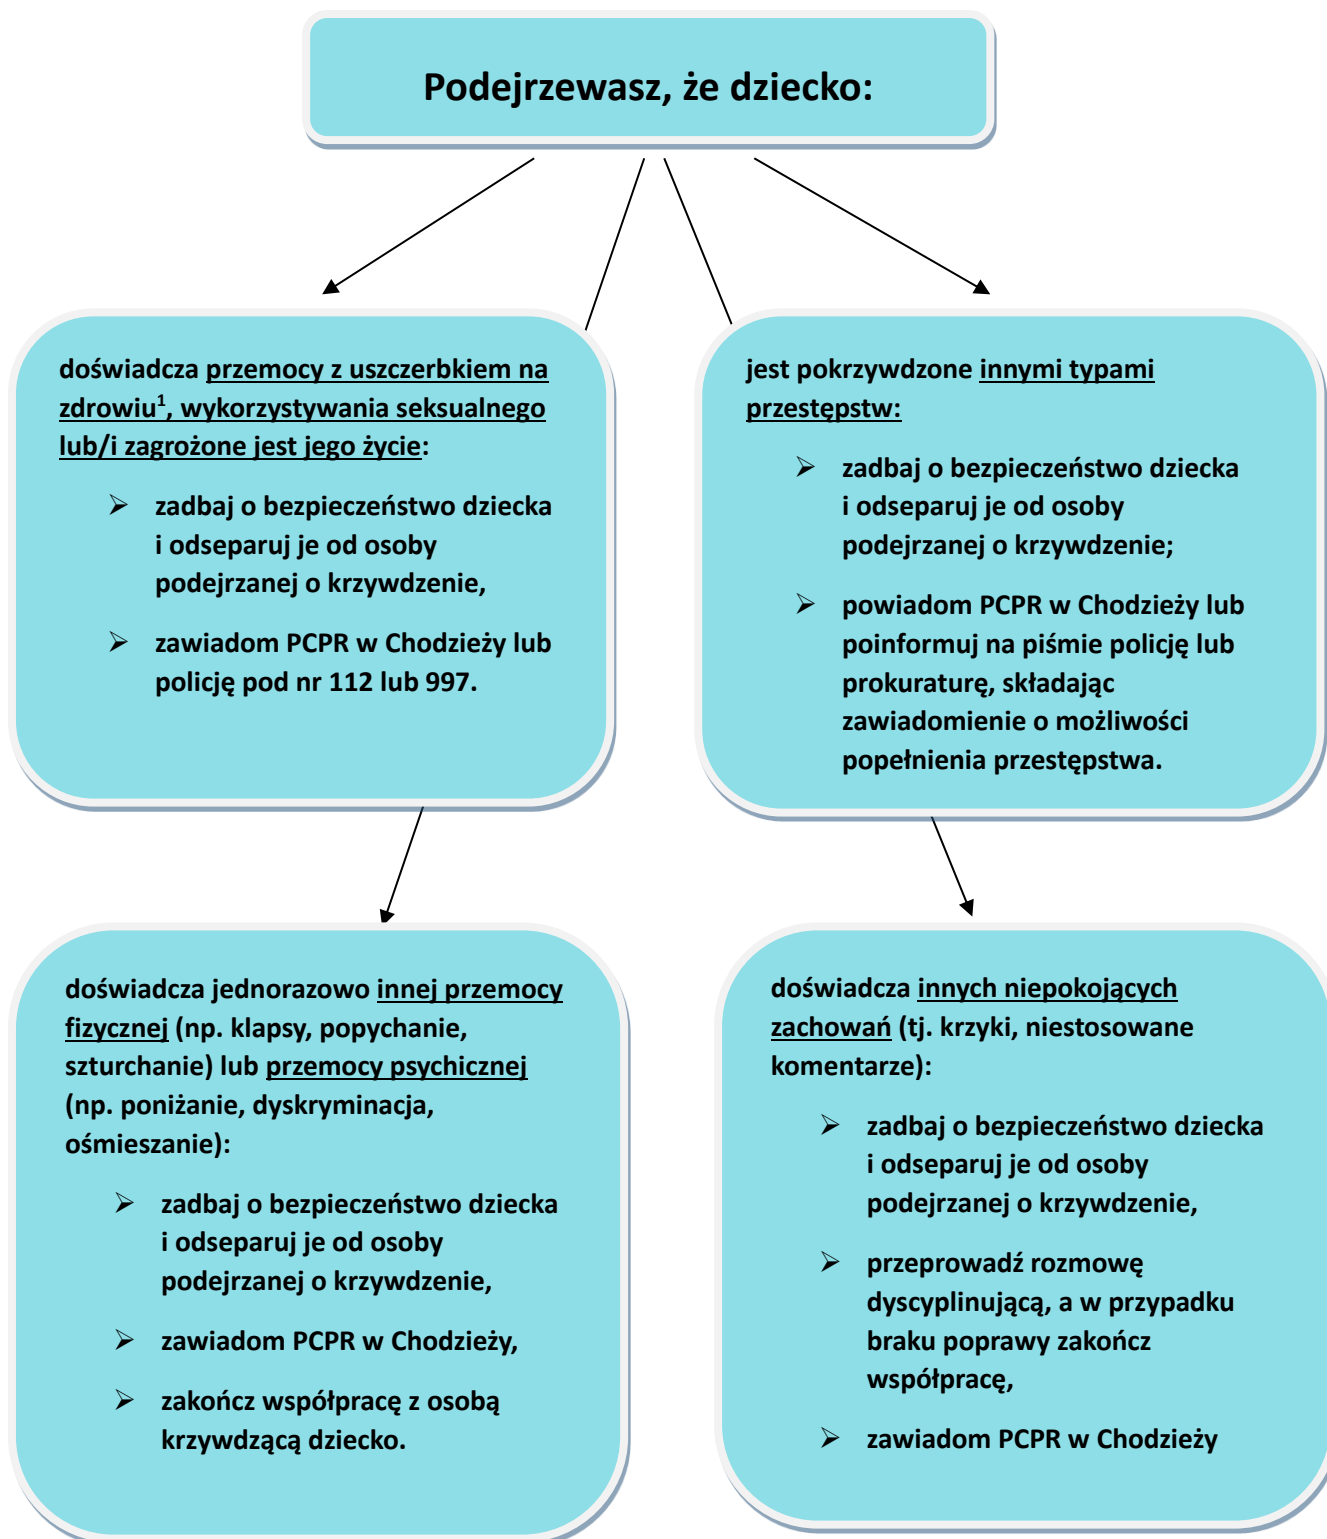 Podejrzewasz, że dziecko:
doświadcza przemocy z uszczerbkiem na
zdrowiu¹, wykorzystywania seksualnego
lub/i zagrożone jest jego życie:
➢ zadbaj o bezpieczeństwo dziecka
i odseparuj je od osoby
podejrzanej o krzywdzenie,
➢ zawiadom PCPR w Chodzieży lub
policję pod nr 112 lub 997.
jest pokrzywdzone innymi typami
przestępstw:
➢ zadbaj o bezpieczeństwo dziecka
i odseparuj je od osoby
podejrzanej o krzywdzenie;
➢ powiadom PCPR w Chodzieży lub
poinformuj na piśmie policję lub
prokuraturę, składając
zawiadomienie o możliwości
popełnienia przestępstwa.
doświadcza jednorazowo innej przemocy
fizycznej (np. klapsy, popychanie,
szturchanie) lub przemocy psychicznej
(np. poniżanie, dyskryminacja,
ośmieszanie):
➢ zadbaj o bezpieczeństwo dziecka
i odseparuj je od osoby
podejrzanej o krzywdzenie,
➢ zawiadom PCPR w Chodzieży,
➢ zakończ współpracę z osobą
krzywdzącą dziecko.
doświadcza innych niepokojących
zachowań (tj. krzyki, niestosowane
komentarze):
➢ zadbaj o bezpieczeństwo dziecka
i odseparuj je od osoby
podejrzanej o krzywdzenie,
➢ przeprowadź rozmowę
dyscyplinującą, a w przypadku
braku poprawy zakończ
współpracę,
➢ zawiadom PCPR w Chodzieży